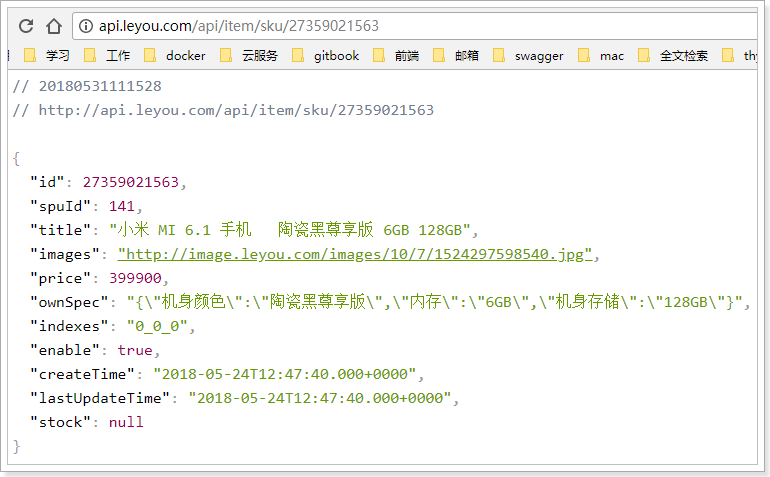 api.leyou.com/api/item/sku/27359021563
学习 工作 docker 云服务 gitbook 前端 邮箱 swagger mac 全文检索
// 20180531111528
// http://api.leyou.com/api/item/sku/27359021563
{
"id": 27359021563,
"spuId": 141,
"title": "小米 MI 6.1 手机   陶瓷黑尊享版 6GB 128GB",
"images": "http://image.leyou.com/images/10/7/1524297598540.jpg",
"price": 399900,
"ownSpec": "{\"机身颜色\":\"陶瓷黑尊享版\",\"内存\":\"6GB\",\"机身存储\":\"128GB\"}",
"indexes": "0_0_0",
"enable": true,
"createTime": "2018-05-24T12:47:40.000+0000",
"lastUpdateTime": "2018-05-24T12:47:40.000+0000",
"stock": null
}